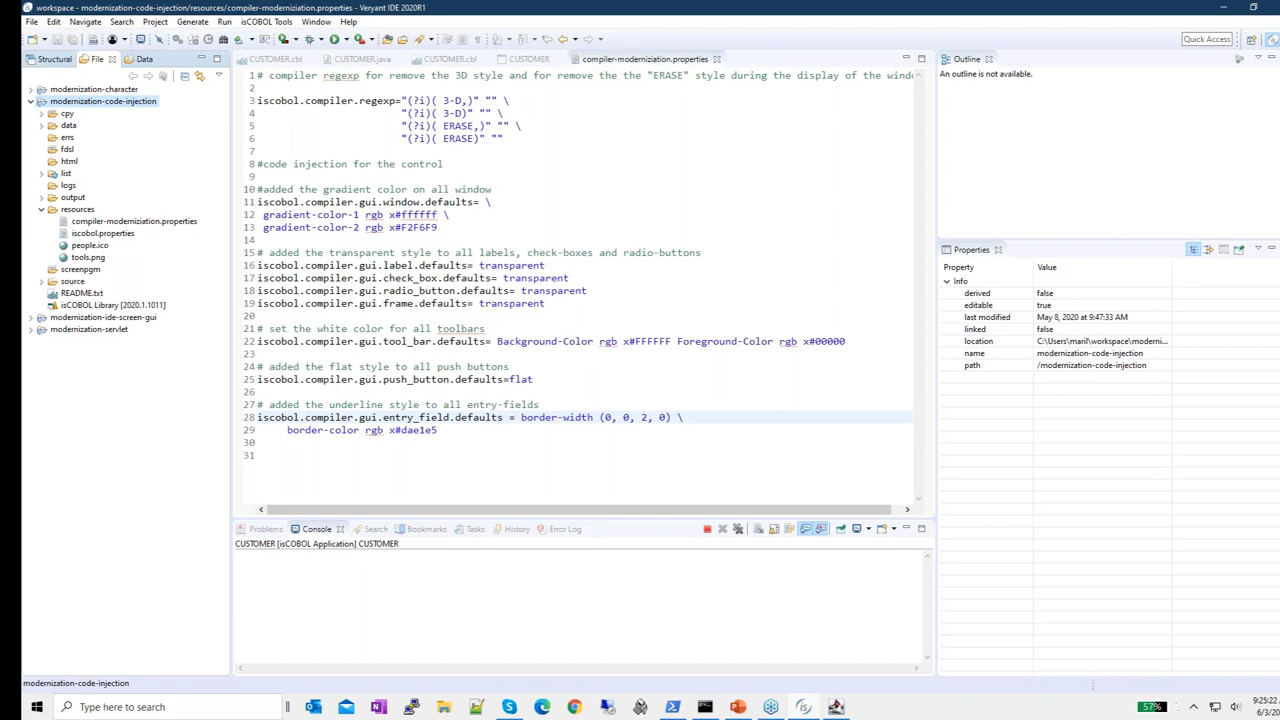 workspace - modernization-code-injection/resources/compiler-moderniziation.properties - Veryant IDE 2020R1
File Edit Navigate Search Project Generate Run isCOBOL Tools Window Help
Quick Access
Structural File Data
modernization-character
modernization-code-injection
cpy
data
errs
fdsl
html
list
logs
output
resources
compiler-moderniziation.properties
iscobol.properties
people.ico
tools.png
screenpgm
source
README.txt
isCOBOL Library [2020.1.1011]
modernization-ide-screen-gui
modernization-servlet
CUSTOMER.cbl CUSTOMER.java CUSTOMER.cbl CUSTOMER compiler-moderniziation.properties
1 # compiler regexp for remove the 3D style and for remove the the "ERASE" style during the display of the windo
2
3 iscobol.compiler.regexp="(?i)( 3-D,)" "" \
4 "(?i)( 3-D)" "" \
5 "(?i)( ERASE,)" "" \
6 "(?i)( ERASE)" ""
7
8 #code injection for the control
9
10 #added the gradient color on all window
11 iscobol.compiler.gui.window.defaults= \
12 gradient-color-1 rgb x#ffffff \
13 gradient-color-2 rgb x#F2F6F9
14
15 # added the transparent style to all labels, check-boxes and radio-buttons
16 iscobol.compiler.gui.label.defaults= transparent
17 iscobol.compiler.gui.check_box.defaults= transparent
18 iscobol.compiler.gui.radio_button.defaults= transparent
19 iscobol.compiler.gui.frame.defaults= transparent
20
21 # set the white color for all toolbars
22 iscobol.compiler.gui.tool_bar.defaults= Background-Color rgb x#FFFFFF Foreground-Color rgb x#00000
23
24 # added the flat style to all push buttons
25 iscobol.compiler.gui.push_button.defaults=flat
26
27 # added the underline style to all entry-fields
28 iscobol.compiler.gui.entry_field.defaults = border-width (0, 0, 2, 0) \
29 border-color rgb x#dae1e5
30
31
Problems Console Search Bookmarks Tasks History Error Log
CUSTOMER [isCOBOL Application] CUSTOMER
Outline
An outline is not available.
Properties
Property Value
Info
derived false
editable true
last modified May 8, 2020 at 9:47:33 AM
linked false
location C:\Users\maril\workspace\moderni...
name modernization-code-injection
path /modernization-code-injection
modernization-code-injection
Type here to search
57%
9:25:22
6/3/20